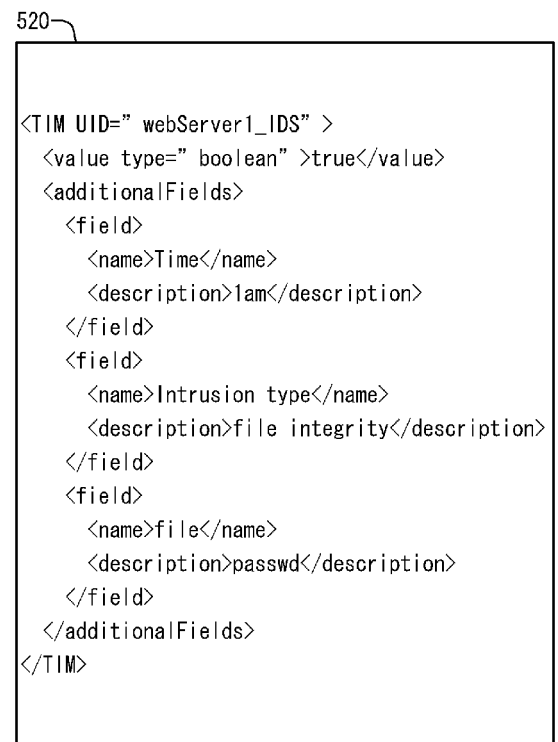 520
<TIM UID=” webServer1_IDS” >
<value type=” boolean” >true</value>
<additionalFields>
<field>
<name>Time</name>
<description>1am</description>
</field>
<field>
<name>Intrusion type</name>
<description>file integrity</description>
</field>
<field>
<name>file</name>
<description>passwd</description>
</field>
</additionalFields>
</TIM>